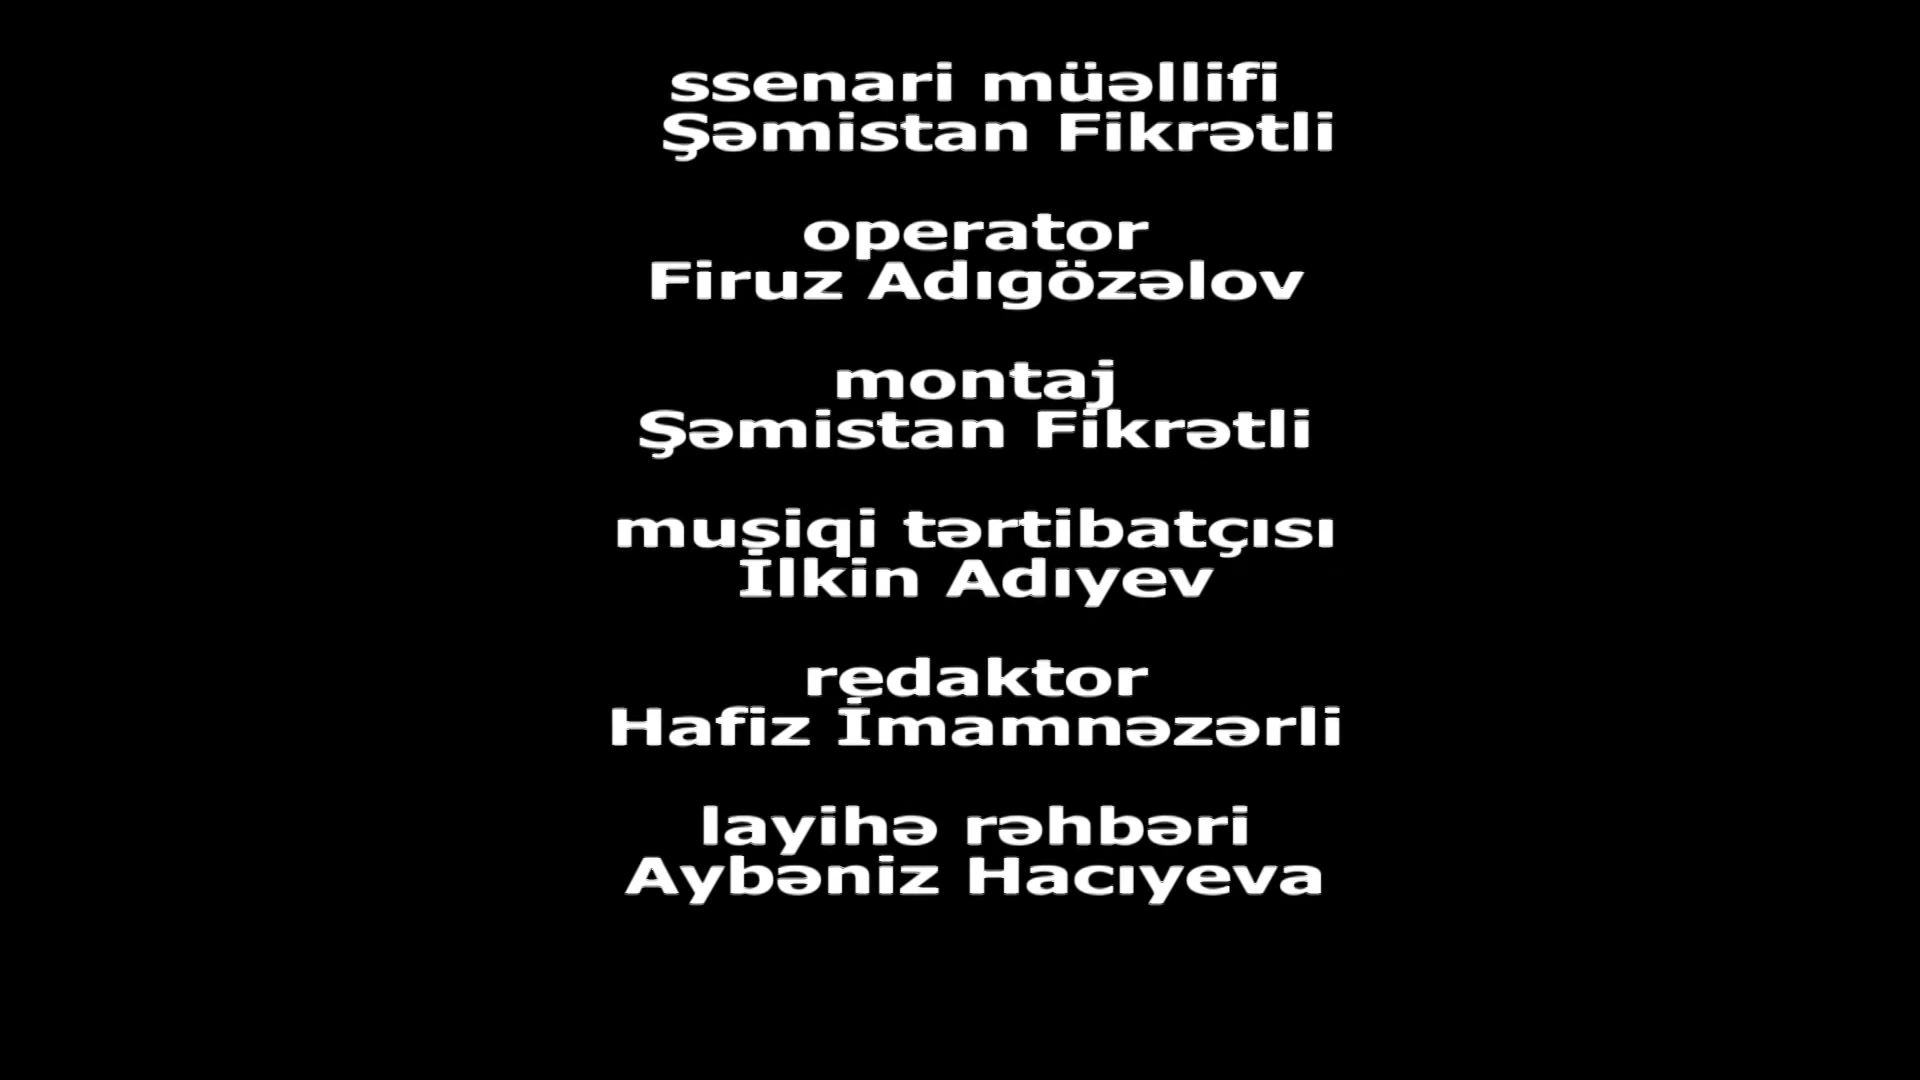 ssenari müəllifi
Şəmistan Fikrətli
operator
Firuz Adıgözəlov
montaj
Şəmistan Fikrətli
musiqi tərtibatçısı
İlkin Adıyev
redaktor
Hafiz İmamnəzərli
layihə rəhbəri
Aybəniz Hacıyeva